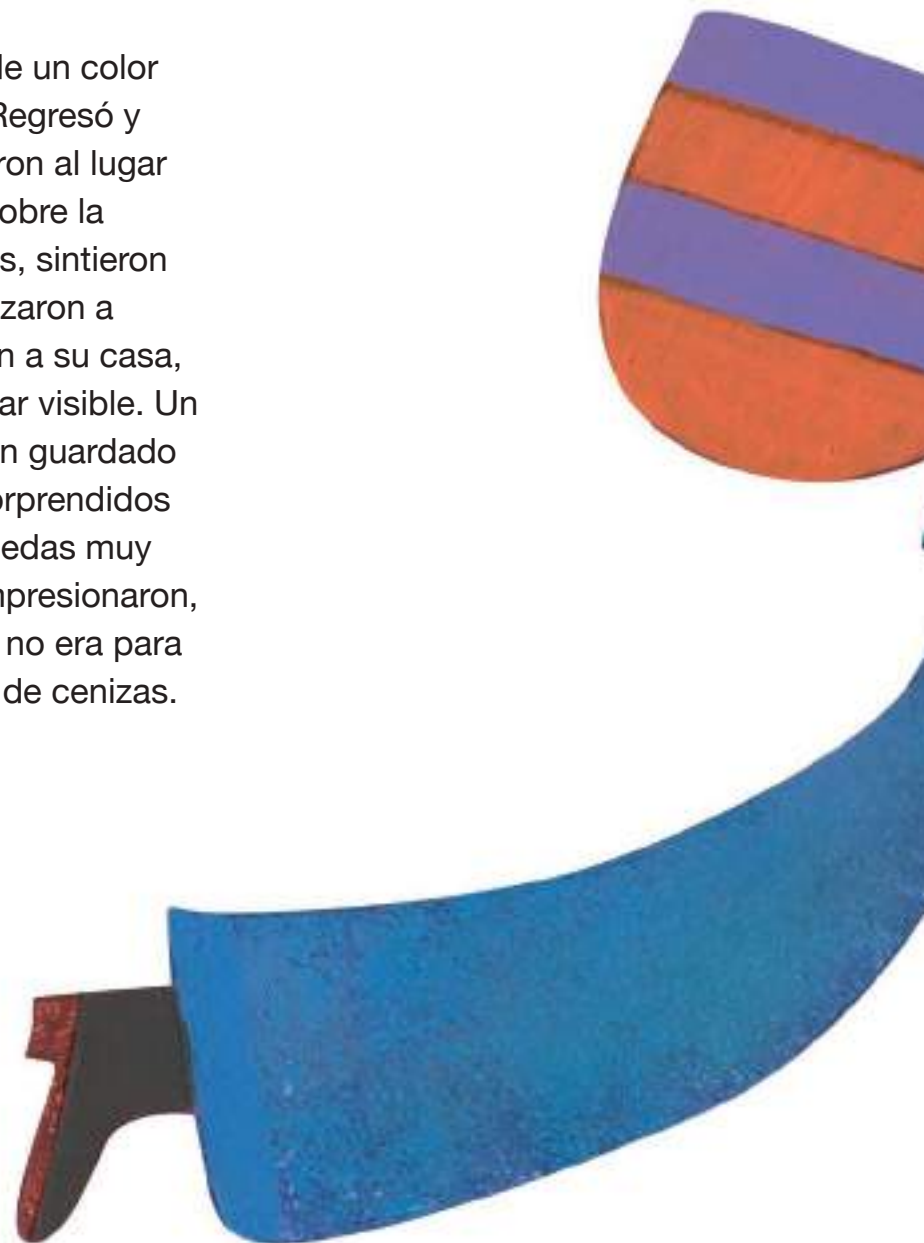 le un color
Regresó y
ron al lugar
obre la
s, sintieron
zaron a
n a su casa,
ar visible. Un
n guardado
orprendidos
edas muy
npresionaron,
no era para
de cenizas.